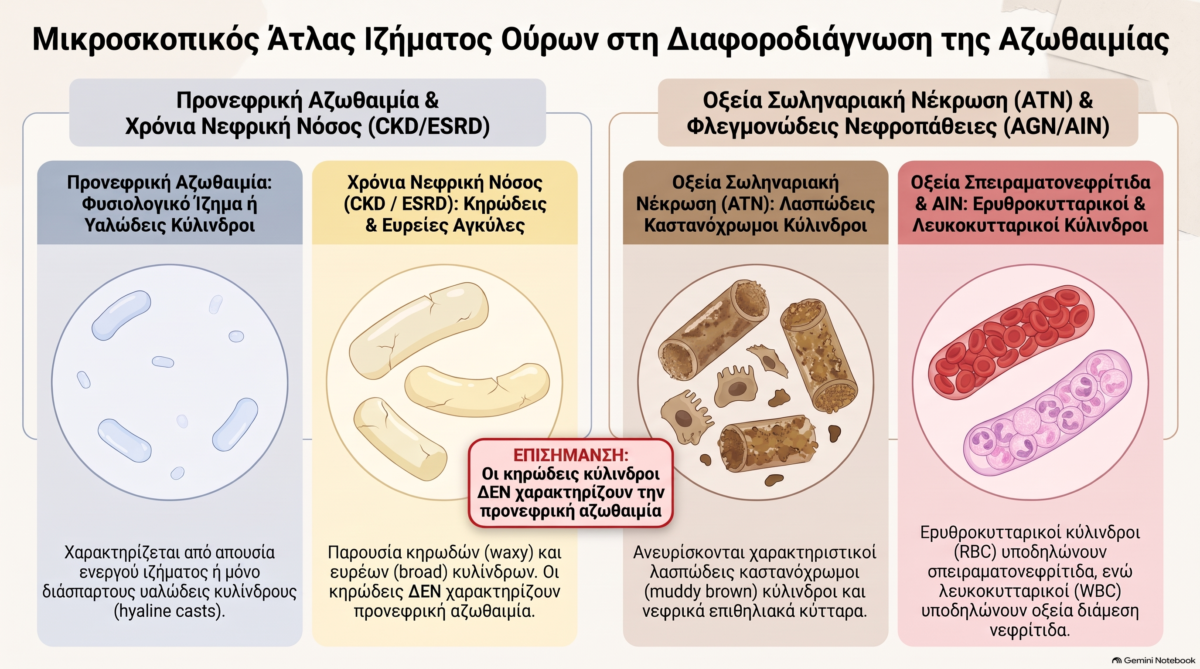 Μικροσκοπικός Άτλας Ιζήματος Ούρων στη Διαφοροδιάγνωση της Αζωθαιμίας
Προνεφρική Αζωθαιμία &
Χρόνια Νεφρική Νόσος (CKD/ESRD)
Οξεία Σωληναριακή Νέκρωση (ATN) &
Φλεγμονώδεις Νεφροπάθειες (AGN/AIN)
Προνεφρική Αζωθαιμία:
Φυσιολογικό Ίζημα ή
Υαλώδεις Κύλινδροι
Χαρακτηρίζεται από απουσία
ενεργού ιζήματος ή μόνο
διάσπαρτους υαλώδεις κυλίνδρους
(hyaline casts).
Χρόνια Νεφρική Νόσος
(CKD / ESRD): Κηρώδεις
& Ευρείες Αγκύλες
Παρουσία κηρωδών (waxy) και
ευρέων (broad) κυλίνδρων. Οι
κηρώδεις ΔΕΝ χαρακτηρίζουν
προνεφρική αζωθαιμία.
ΕΠΙΣΗΜΑΝΣΗ:
Οι κηρώδεις κύλινδροι
ΔΕΝ χαρακτηρίζουν την
προνεφρική αζωθαιμία
Οξεία Σωληναριακή
Νέκρωση (ATN): Λασπώδεις
Καστανόχρωμοι Κύλινδροι
Ανευρίσκονται χαρακτηριστικοί
λασπώδεις καστανόχρωμοι
(muddy brown) κύλινδροι και
νεφρικά επιθηλιακά κύτταρα.
Οξεία Σπειραματονεφρίτιδα
& AIN: Ερυθροκυτταρικοί &
Λευκοκυτταρικοί Κύλινδροι
Ερυθροκυτταρικοί κύλινδροι
(RBC) υποδηλώνουν
σπειραματονεφρίτιδα, ενώ
λευκοκυτταρικοί (WBC)
υποδηλώνουν οξεία διάμεση
νεφρίτιδα.
Gemini Notebook